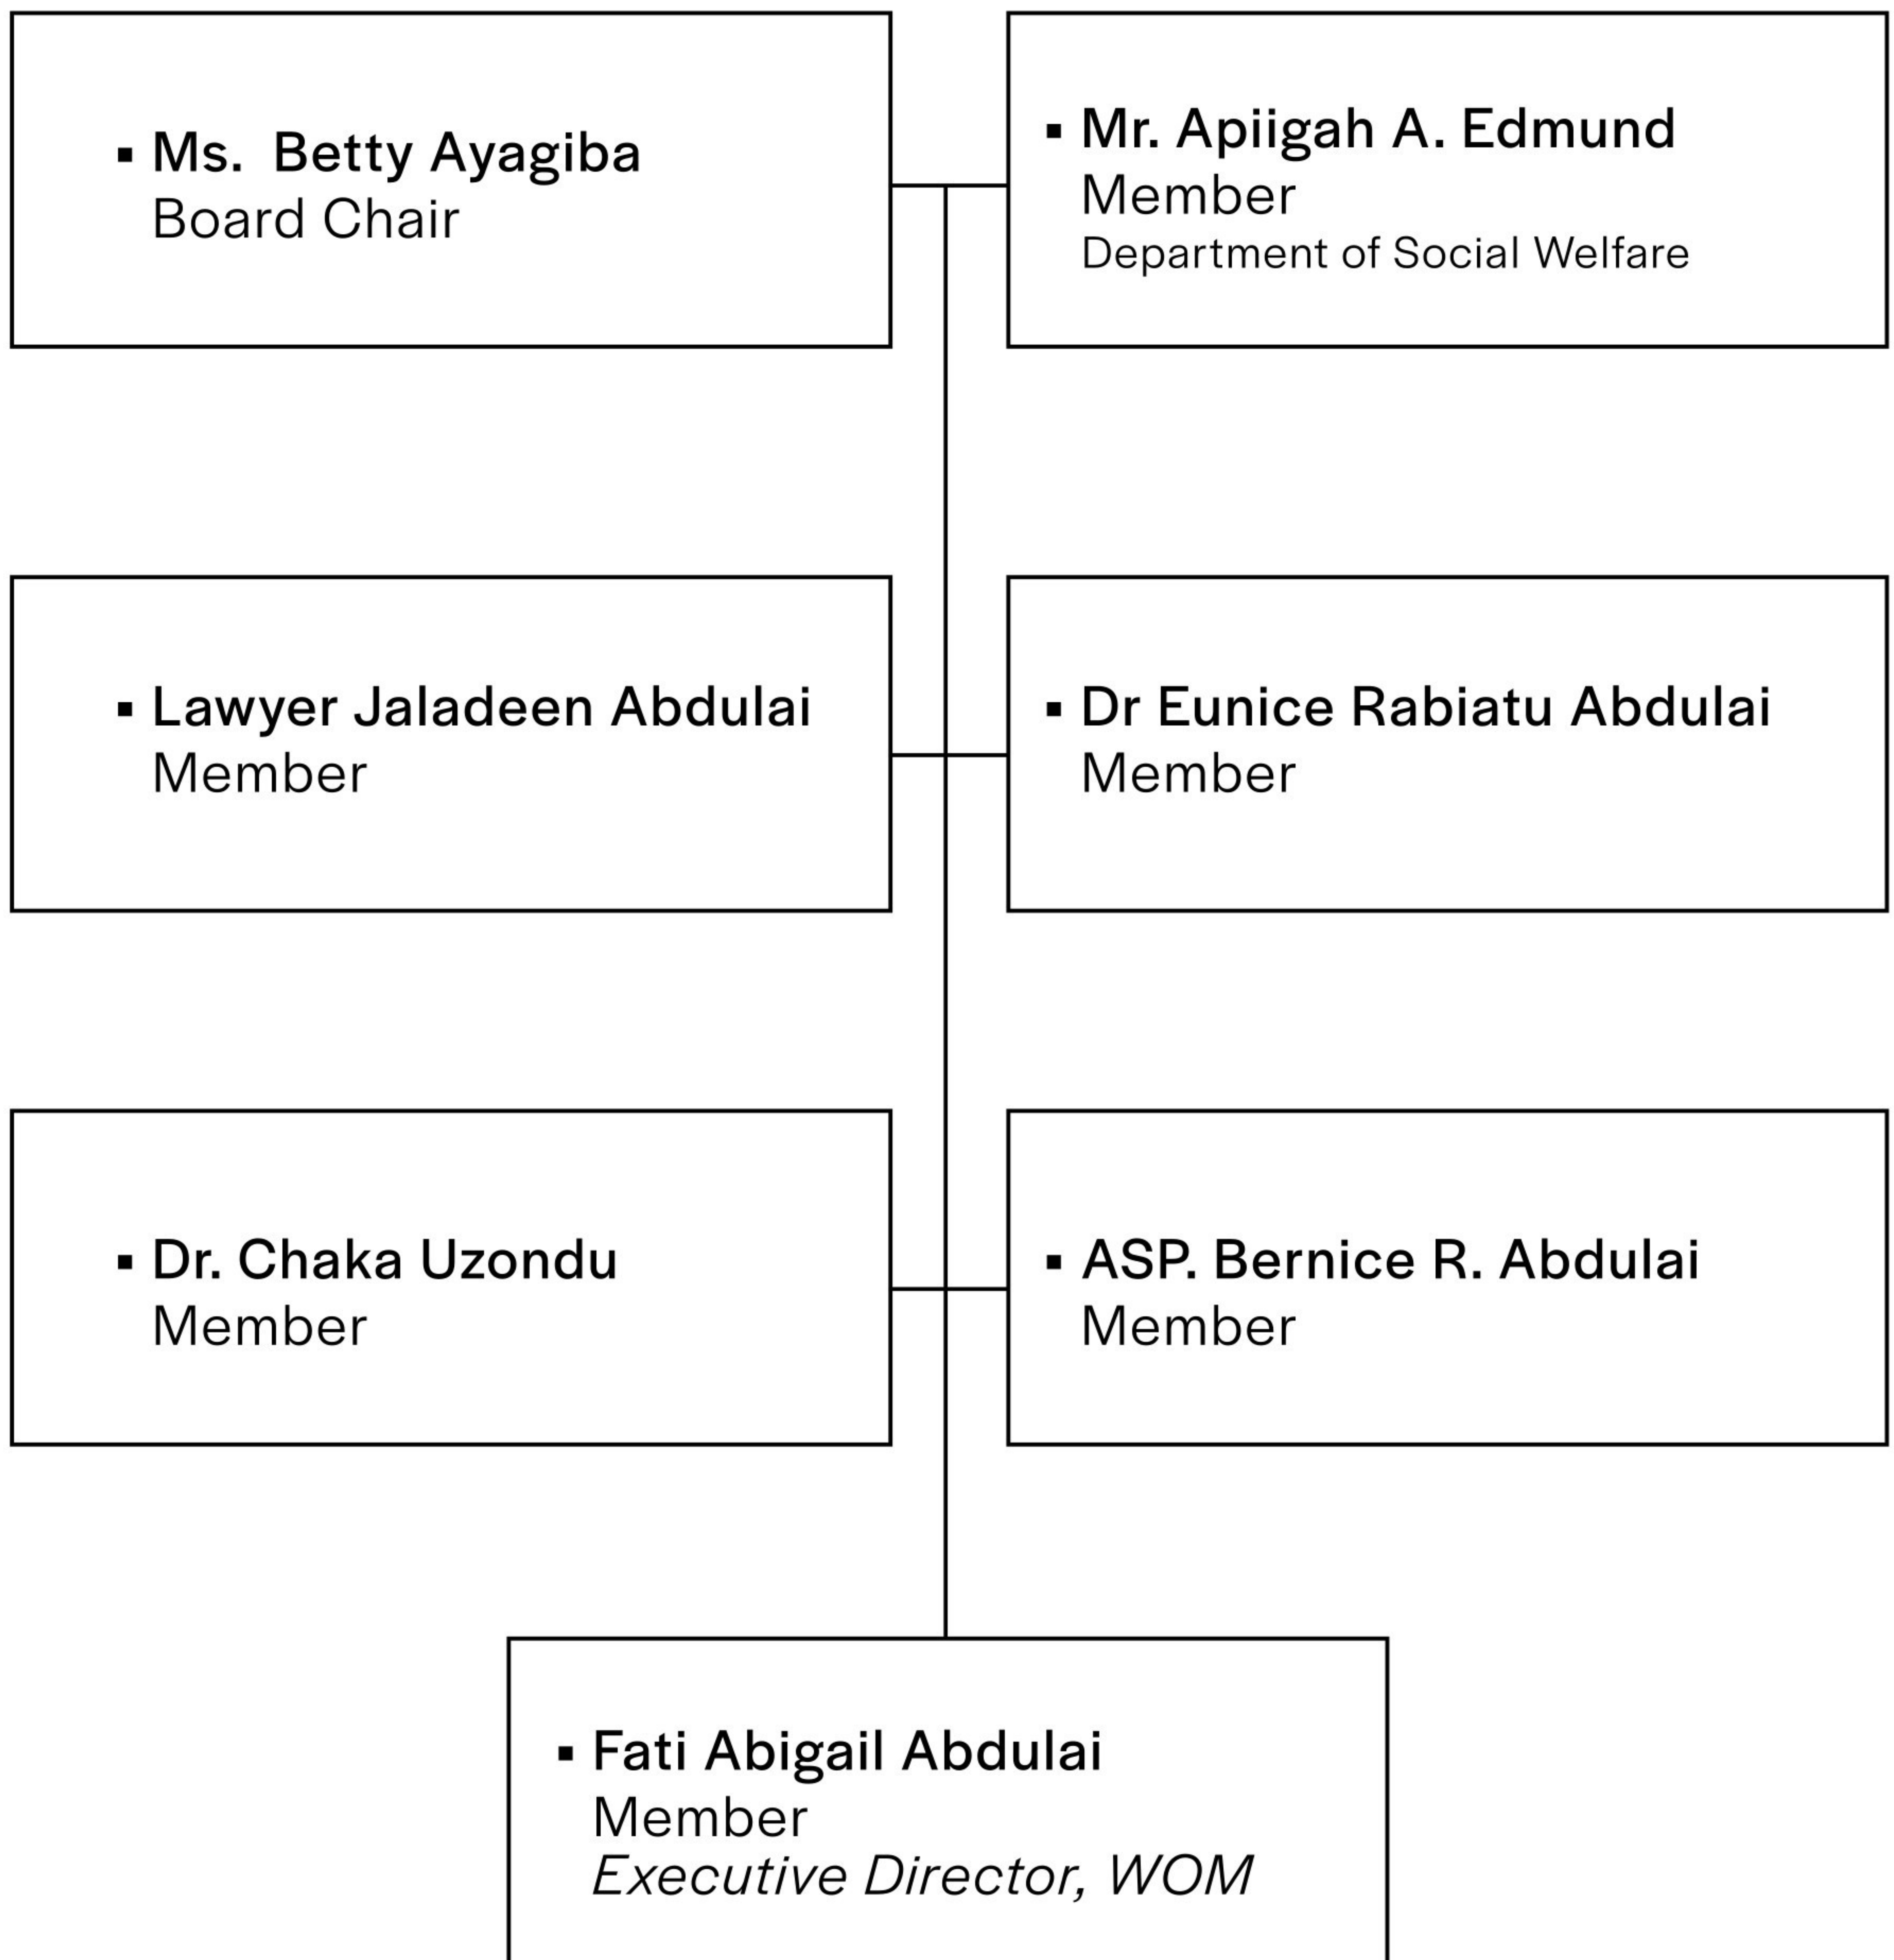 ▪ Ms.  Betty Ayagiba
Board Chair
▪ Mr. Apiigah A. Edmund
Member
Department of Social Welfare
▪ Lawyer Jaladeen Abdulai
Member
▪ Dr Eunice Rabiatu Abdulai
Member
▪ Dr. Chaka Uzondu
Member
▪ ASP. Bernice R. Abdulai
Member
▪ Fati Abigail Abdulai
Member
Executive Director, WOM